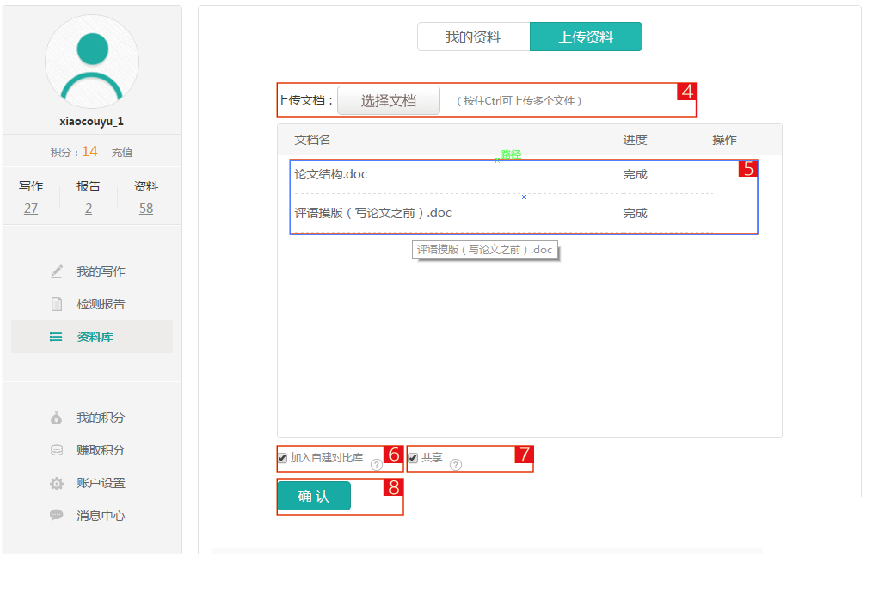 我的资料 上传资料
上传文档： 选择文档 （按住Ctrl可上传多个文件） 4
文档名 进度 操作
路径
论文结构.doc 完成 5
评语摸版（写论文之前）.doc 完成
评语摸版（写论文之前）.doc
加入自建对比库 ? 6 共享 ? 7
确 认 8
xiaocouyu_1
积分：14 充值
写作 报告 资料
27 2 58
我的写作
检测报告
资料库
我的积分
赚取积分
账户设置
消息中心